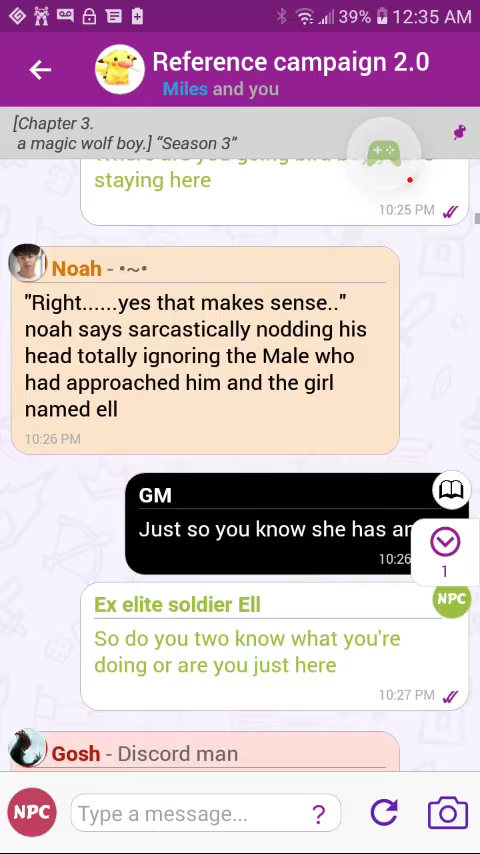 39% 12:35 AM
Reference campaign 2.0
Miles and you
[Chapter 3.
a magic wolf boy.] “Season 3”
staying here
10:25 PM
Noah - •~•
"Right......yes that makes sense.."
noah says sarcastically nodding his
head totally ignoring the Male who
had approached him and the girl
named ell
10:26 PM
GM
Just so you know she has an
10:26
1
Ex elite soldier Ell
NPC
So do you two know what you're
doing or are you just here
10:27 PM
Gosh - Discord man
NPC
Type a message... ?